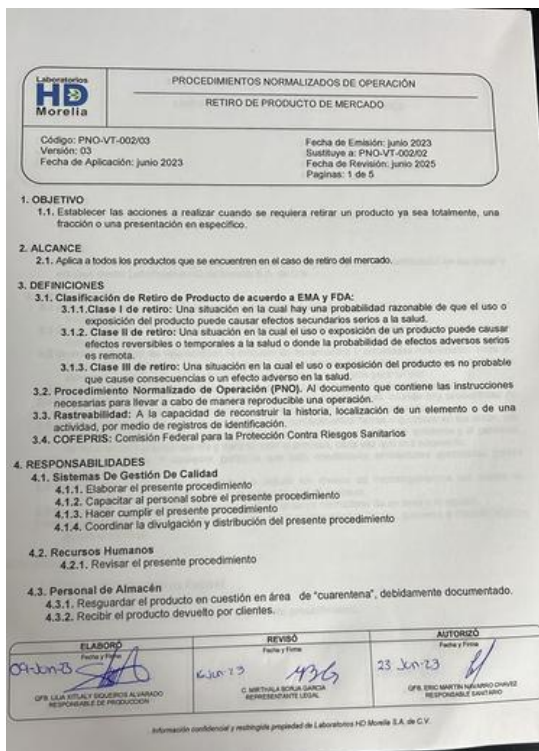 Laboratorios
HD
Morelia
PROCEDIMIENTOS NORMALIZADOS DE OPERACIÓN
RETIRO DE PRODUCTO DE MERCADO
Código: PNO-VT-002/03
Versión: 03
Fecha de Aplicación: junio 2023
Fecha de Emisión: junio 2023
Sustituye a: PNO-VT-002/02
Fecha de Revisión: junio 2025
Paginas: 1 de 5
1. OBJETIVO
1.1. Establecer las acciones a realizar cuando se requiera retirar un producto ya sea totalmente, una
fracción o una presentación en especifico.
2. ALCANCE
2.1. Aplica a todos los productos que se encuentren en el caso de retiro del mercado.
3. DEFINICIONES
3.1. Clasificación de Retiro de Producto de acuerdo a EMA y FDA:
3.1.1.Clase I de retiro: Una situación en la cual hay una probabilidad razonable de que el uso o
exposición del producto puede causar efectos secundarios serios a la salud.
3.1.2. Clase II de retiro: Una situación en la cual el uso o exposición de un producto puede causar
efectos reversibles o temporales a la salud o donde la probabilidad de efectos adversos serios
es remota.
3.1.3. Clase III de retiro: Una situación en la cual el uso o exposición del producto es no probable
que cause consecuencias o un efecto adverso en la salud.
3.2. Procedimiento Normalizado de Operación (PNO). Al documento que contiene las instrucciones
necesarias para llevar a cabo de manera reproducible una operación.
3.3. Rastreabilidad: A la capacidad de reconstruir la historia, localización de un elemento o de una
actividad, por medio de registros de identificación.
3.4. COFEPRIS: Comisión Federal para la Protección Contra Riesgos Sanitarios
4. RESPONSABILIDADES
4.1. Sistemas De Gestión De Calidad
4.1.1. Elaborar el presente procedimiento
4.1.2. Capacitar al personal sobre el presente procedimiento
4.1.3. Hacer cumplir el presente procedimiento
4.1.4. Coordinar la divulgación y distribución del presente procedimiento
4.2. Recursos Humanos
4.2.1. Revisar el presente procedimiento
4.3. Personal de Almacén
4.3.1. Resguardar el producto en cuestión en área de "cuarentena", debidamente documentado.
4.3.2. Recibir el producto devuelto por clientes.
ELABORÓ
Fecha y Firma
09-Jun-23
QFB. LILIA XITLALY SIQUEIROS ALVARADO
RESPONSABLE DE PRODUCCION
REVISÓ
Fecha y Firma
16-Jun-23
C. MIRTHALA BORJA GARCIA
REPRESENTANTE LEGAL
AUTORIZÓ
Fecha y Firma
23 Jun-23
QFB. ERIC MARTIN NAVARRO CHAVEZ
RESPONSABLE SANITARIO
Información confidencial y restringida propiedad de Laboratorios HD Morelia S.A. de C.V.